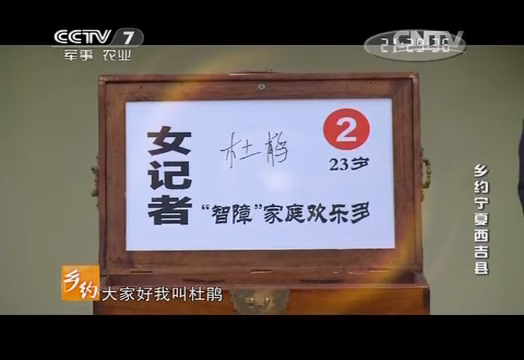 CCTV 7
军事 农业
CNTV
女记者
杜鹃
2
23岁
“智障”家庭欢乐多
乡约宁夏西吉县
乡约
大家好我叫杜鹃